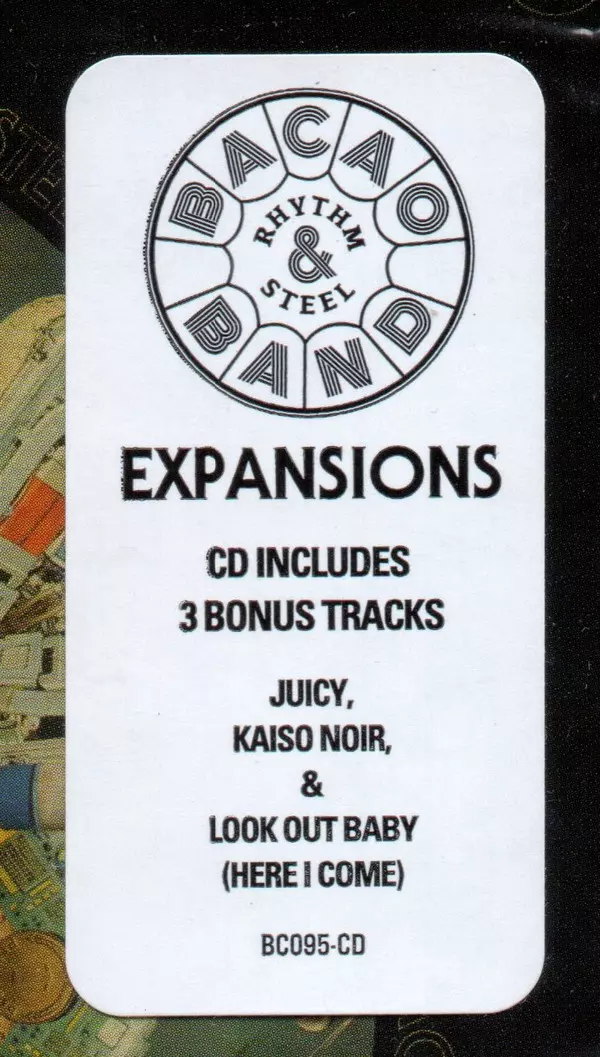 BACAO
RHYTHM
&
STEEL
BAND
EXPANSIONS
CD INCLUDES
3 BONUS TRACKS
JUICY,
KAISO NOIR,
&
LOOK OUT BABY
(HERE I COME)
BC095-CD